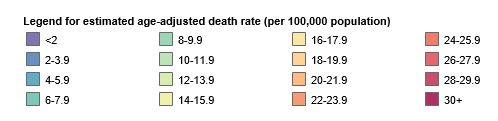 Legend for estimated age-adjusted death rate (per 100,000 population)
<2 8-9.9 16-17.9 24-25.9
2-3.9 10-11.9 18-19.9 26-27.9
4-5.9 12-13.9 20-21.9 28-29.9
6-7.9 14-15.9 22-23.9 30+